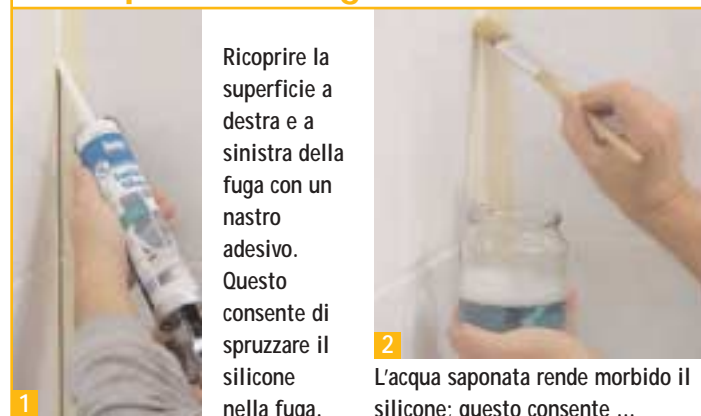 Ricoprire la
superficie a
destra e a
sinistra della
fuga con un
nastro
adesivo.
Questo
consente di
spruzzare il
silicone
nella fuga.
1
2
L'acqua saponata rende morbido il
silicone; questo consente ...